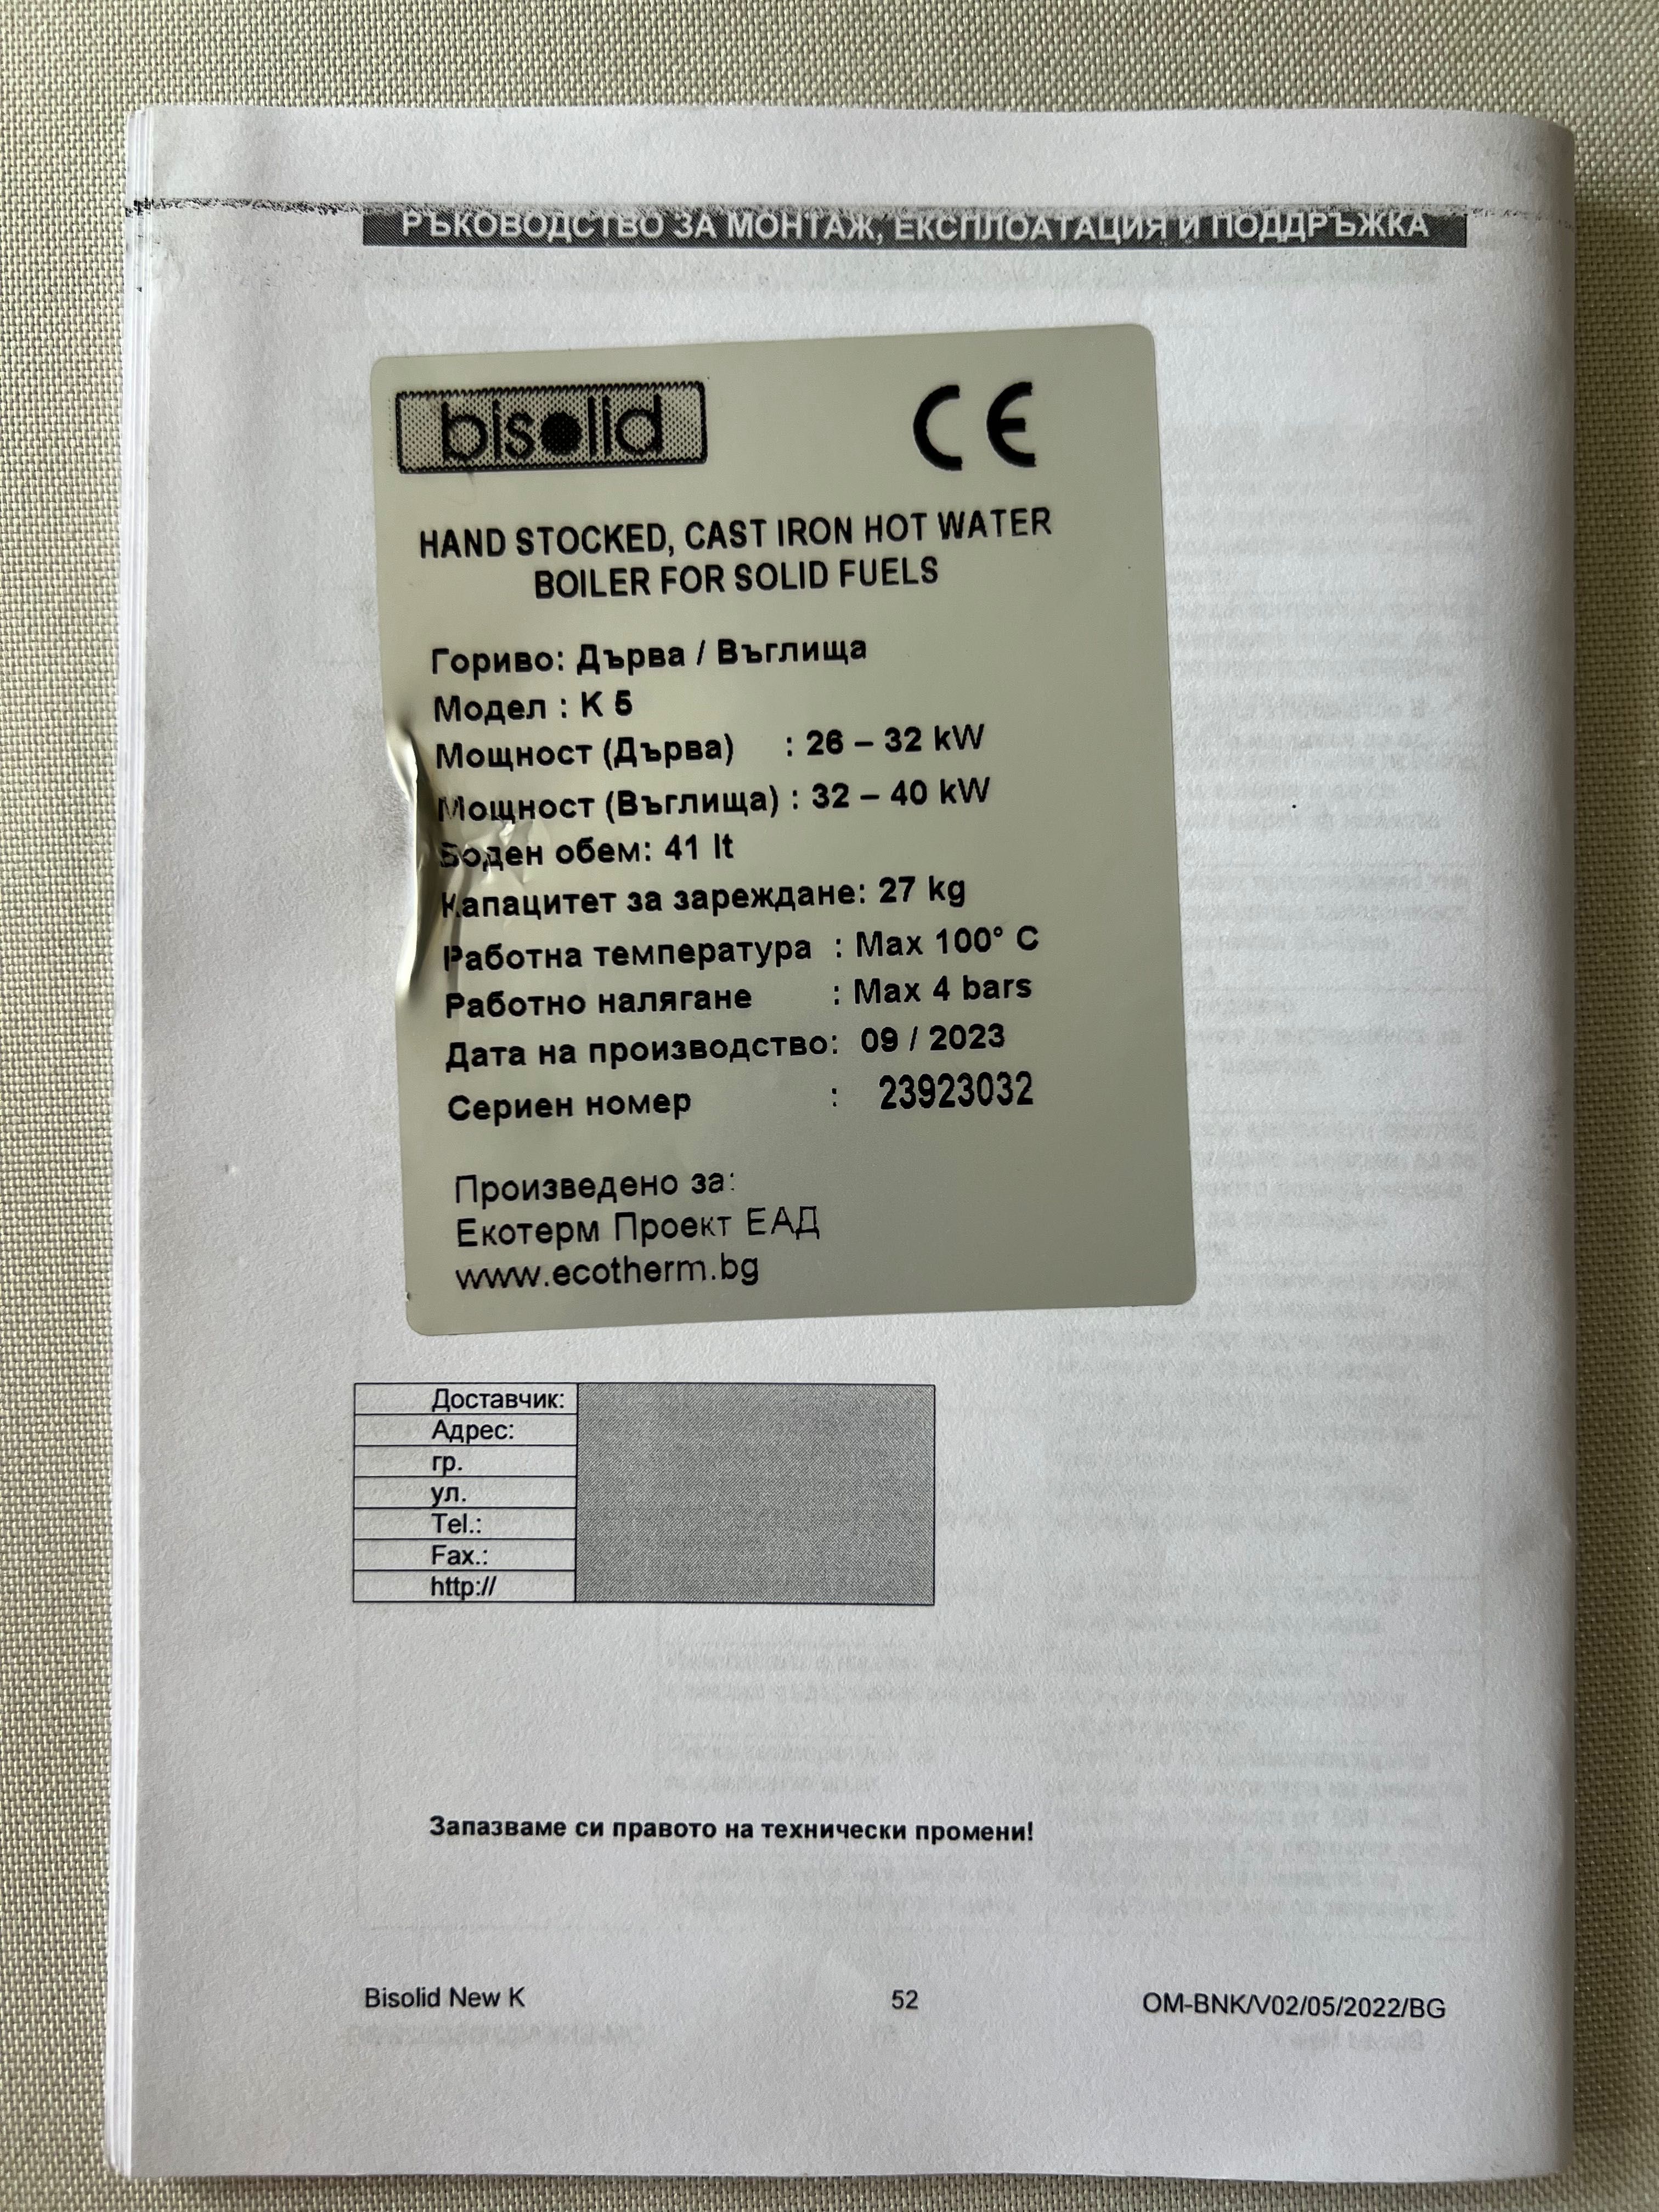 РЪКОВОДСТВО ЗА МОНТАЖ, ЕКСПЛОАТАЦИЯ И ПОДДРЪЖКА
bisolid
CE
HAND STOCKED, CAST IRON HOT WATER
BOILER FOR SOLID FUELS
Гориво: Дърва / Въглища
Модел : K 5
Мощност (Дърва) : 26 – 32 kW
Мощност (Въглища) : 32 – 40 kW
Воден обем: 41 lt
Капацитет за зареждане: 27 kg
Работна температура : Max 100° C
Работно налягане : Max 4 bars
Дата на производство: 09 / 2023
Сериен номер : 23923032
Произведено за:
Екотерм Проект ЕАД
www.ecotherm.bg
Доставчик:
Адрес:
гр.
ул.
Tel.:
Fax.:
http://
Запазваме си правото на технически промени!
Bisolid New K 52 OM-BNK/V02/05/2022/BG